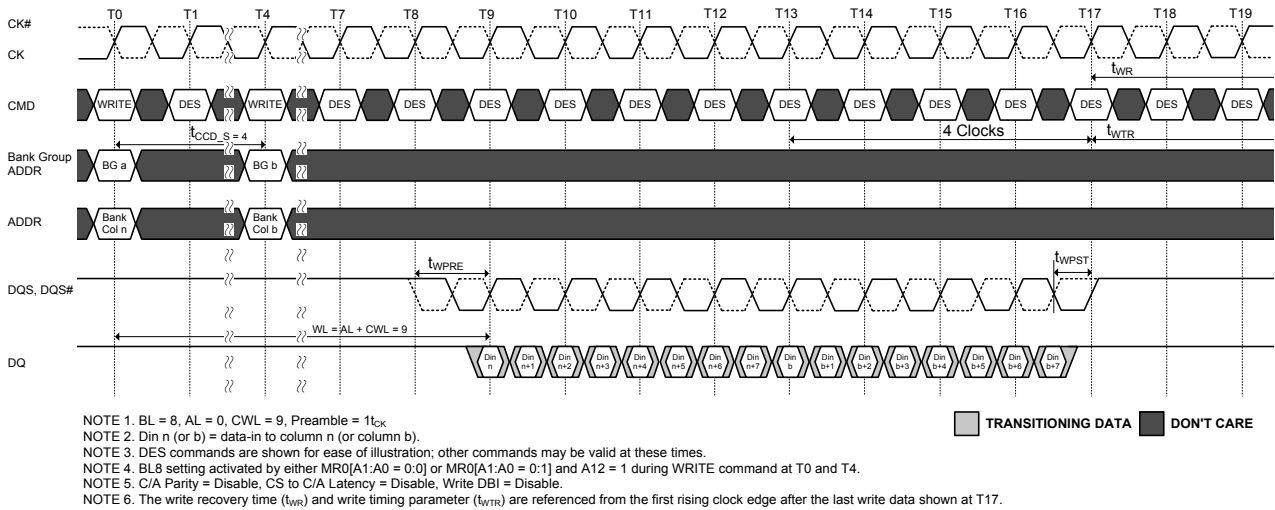 T0 T1 T4 T7 T8 T9 T10 T11 T12 T13 T14 T15 T16 T17 T18 T19
CK#
CK
tWR
CMD
WRITE DES WRITE DES DES DES DES DES DES DES DES DES DES DES DES DES
tCCD_S = 4
4 Clocks
tWTR
Bank Group
ADDR
BG a BG b
ADDR
Bank
Col n
Bank
Col b
tWPRE
tWPST
DQS, DQS#
WL = AL + CWL = 9
DQ
Din
n
Din
n+1
Din
n+2
Din
n+3
Din
n+4
Din
n+5
Din
n+6
Din
n+7
Din
b
Din
b+1
Din
b+2
Din
b+3
Din
b+4
Din
b+5
Din
b+6
Din
b+7
TRANSITIONING DATA DON'T CARE
NOTE 1. BL = 8, AL = 0, CWL = 9, Preamble = 1tCK
NOTE 2. Din n (or b) = data-in to column n (or column b).
NOTE 3. DES commands are shown for ease of illustration; other commands may be valid at these times.
NOTE 4. BL8 setting activated by either MR0[A1:A0 = 0:0] or MR0[A1:A0 = 0:1] and A12 = 1 during WRITE command at T0 and T4.
NOTE 5. C/A Parity = Disable, CS to C/A Latency = Disable, Write DBI = Disable.
NOTE 6. The write recovery time (tWR) and write timing parameter (tWTR) are referenced from the first rising clock edge after the last write data shown at T17.